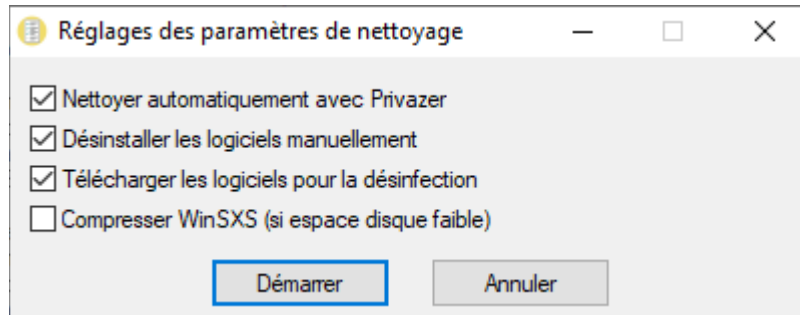 Réglages des paramètres de nettoyage
Nettoyer automatiquement avec Privazer
Désinstaller les logiciels manuellement
Télécharger les logiciels pour la désinfection
Compresser WinSXS (si espace disque faible)
Démarrer Annuler